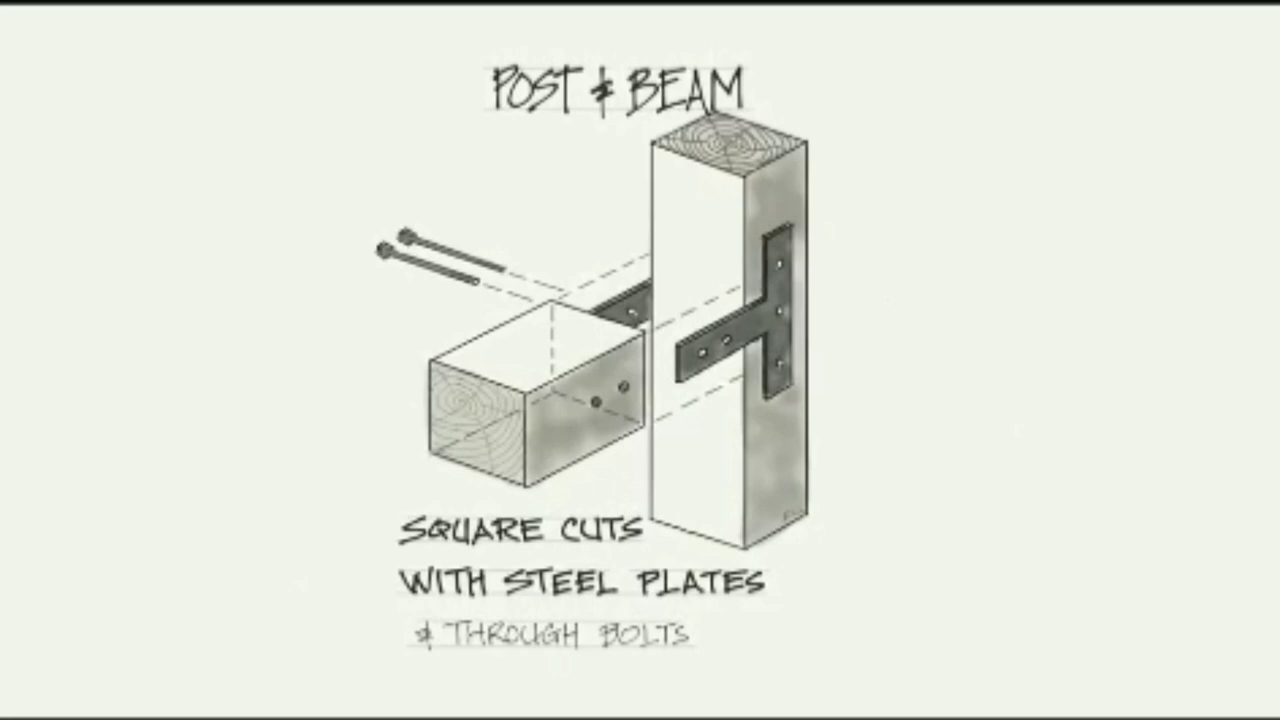 POST & BEAM
SQUARE CUTS
WITH STEEL PLATES
& THROUGH BOLTS